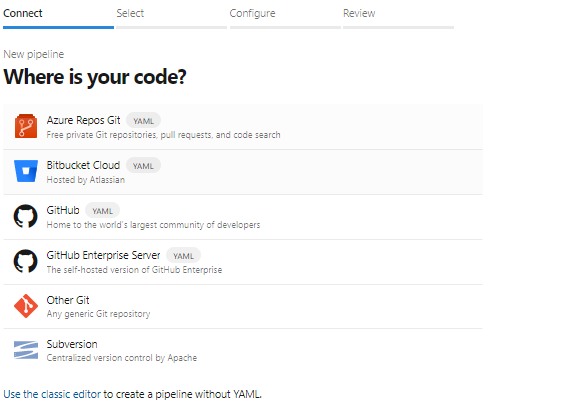 Connect Select Configure Review
New pipeline
Where is your code?
Azure Repos Git YAML
Free private Git repositories, pull requests, and code search
Bitbucket Cloud YAML
Hosted by Atlassian
GitHub YAML
Home to the world's largest community of developers
GitHub Enterprise Server YAML
The self-hosted version of GitHub Enterprise
Other Git
Any generic Git repository
Subversion
Centralized version control by Apache
Use the classic editor to create a pipeline without YAML.